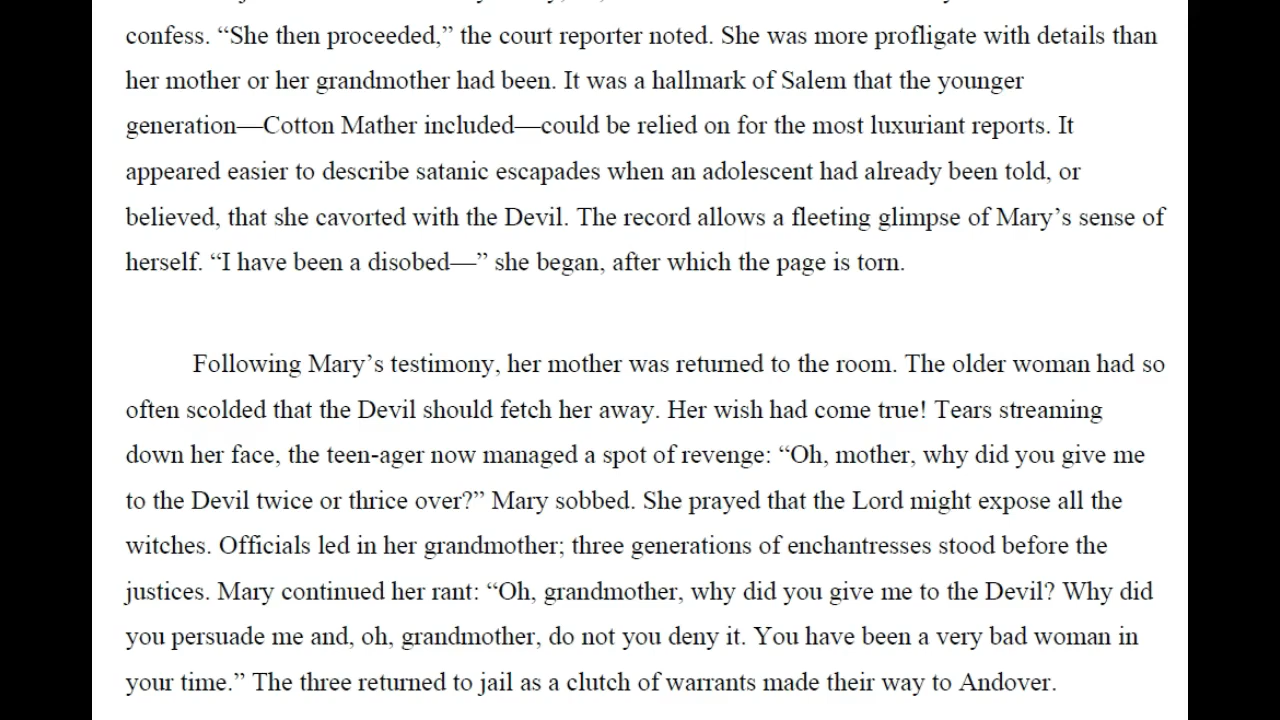 confess. “She then proceeded,” the court reporter noted. She was more profligate with details than
her mother or her grandmother had been. It was a hallmark of Salem that the younger
generation—Cotton Mather included—could be relied on for the most luxuriant reports. It
appeared easier to describe satanic escapades when an adolescent had already been told, or
believed, that she cavorted with the Devil. The record allows a fleeting glimpse of Mary’s sense of
herself. “I have been a disobed—” she began, after which the page is torn.
Following Mary’s testimony, her mother was returned to the room. The older woman had so
often scolded that the Devil should fetch her away. Her wish had come true! Tears streaming
down her face, the teen-ager now managed a spot of revenge: “Oh, mother, why did you give me
to the Devil twice or thrice over?” Mary sobbed. She prayed that the Lord might expose all the
witches. Officials led in her grandmother; three generations of enchantresses stood before the
justices. Mary continued her rant: “Oh, grandmother, why did you give me to the Devil? Why did
you persuade me and, oh, grandmother, do not you deny it. You have been a very bad woman in
your time.” The three returned to jail as a clutch of warrants made their way to Andover.